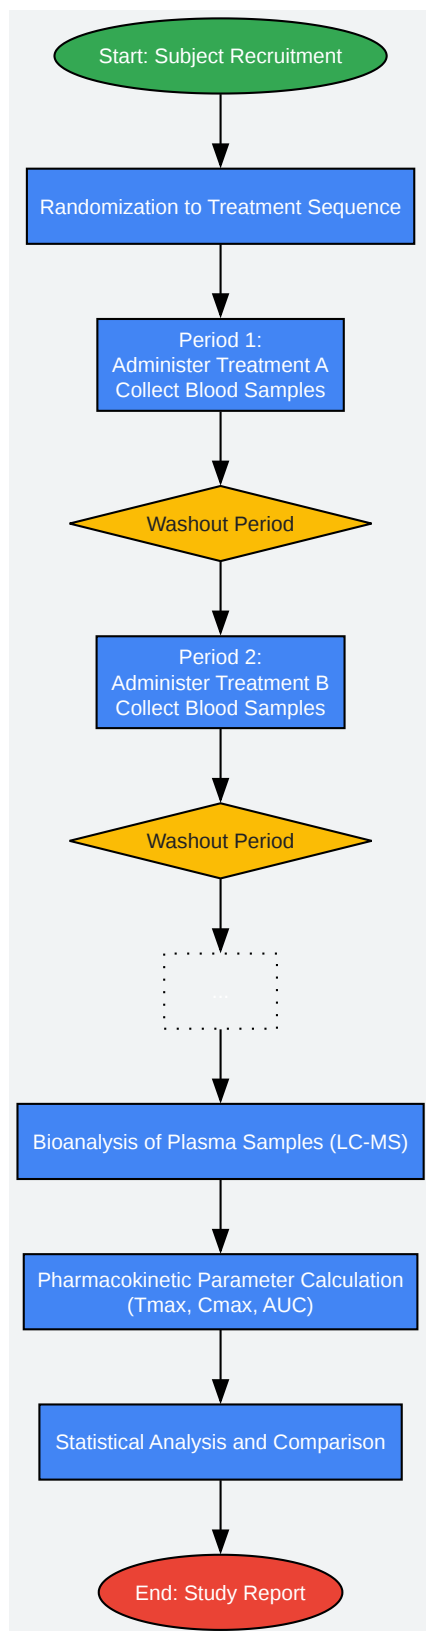 Start: Subject Recruitment
Randomization to Treatment Sequence
Period 1:
Administer Treatment A
Collect Blood Samples
Washout Period
Period 2:
Administer Treatment B
Collect Blood Samples
Washout Period
...
Bioanalysis of Plasma Samples (LC-MS)
Pharmacokinetic Parameter Calculation
(Tmax, Cmax, AUC)
Statistical Analysis and Comparison
End: Study Report